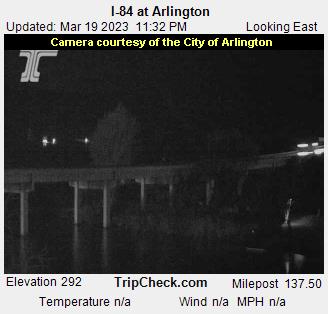 I-84 at Arlington
Updated: Mar 19 2023 11:32 PM Looking East
Camera courtesy of the City of Arlington
Elevation 292 TripCheck.com Milepost 137.50
Temperature n/a Wind n/a MPH n/a